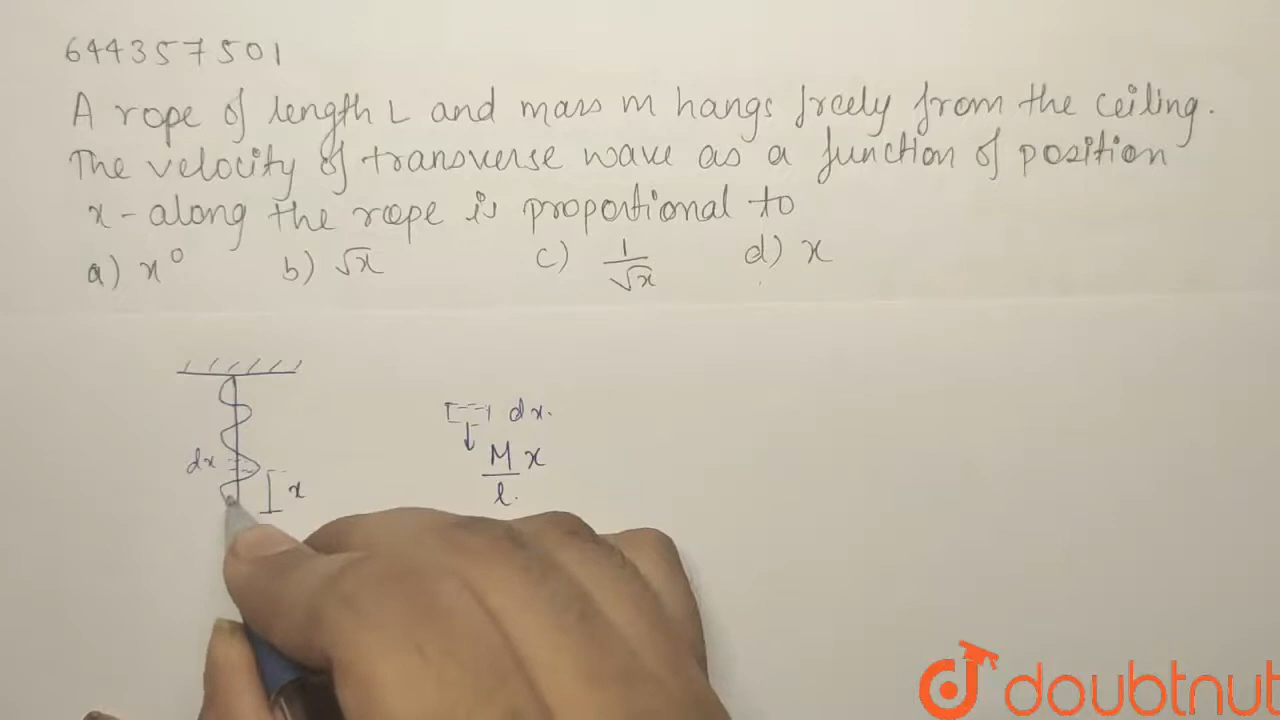 644357501
A rope of length L and mass m hangs freely from the ceiling.
The velocity of transverse wave as a function of position
x - along the rope is proportional to
a) x⁰ b) √x c) 1/√x d) x
dx.
M/l. x
dx
x
doubtnut